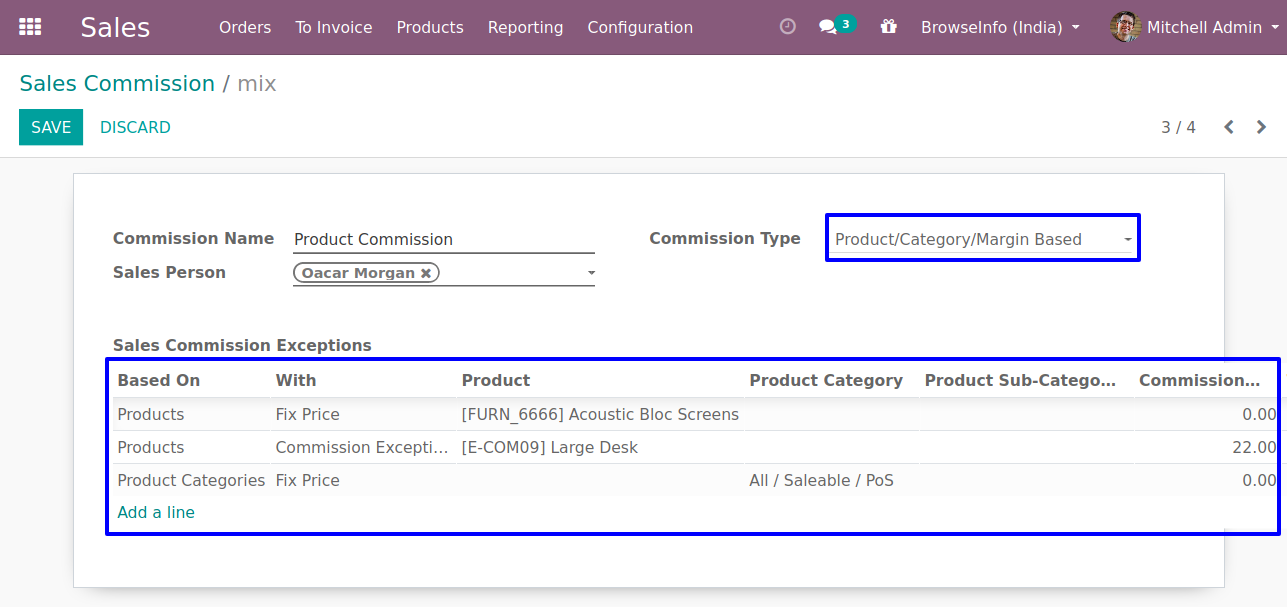 Sales Orders To Invoice Products Reporting Configuration 3 BrowseInfo (India) Mitchell Admin
Sales Commission / mix
SAVE DISCARD 3 / 4
Commission Name Product Commission Commission Type Product/Category/Margin Based
Sales Person Oacar Morgan ✖
Sales Commission Exceptions
Based On With Product Product Category Product Sub-Catego... Commission...
Products Fix Price [FURN_6666] Acoustic Bloc Screens 0.00
Products Commission Excepti... [E-COM09] Large Desk 22.00
Product Categories Fix Price All / Saleable / PoS 0.00
Add a line